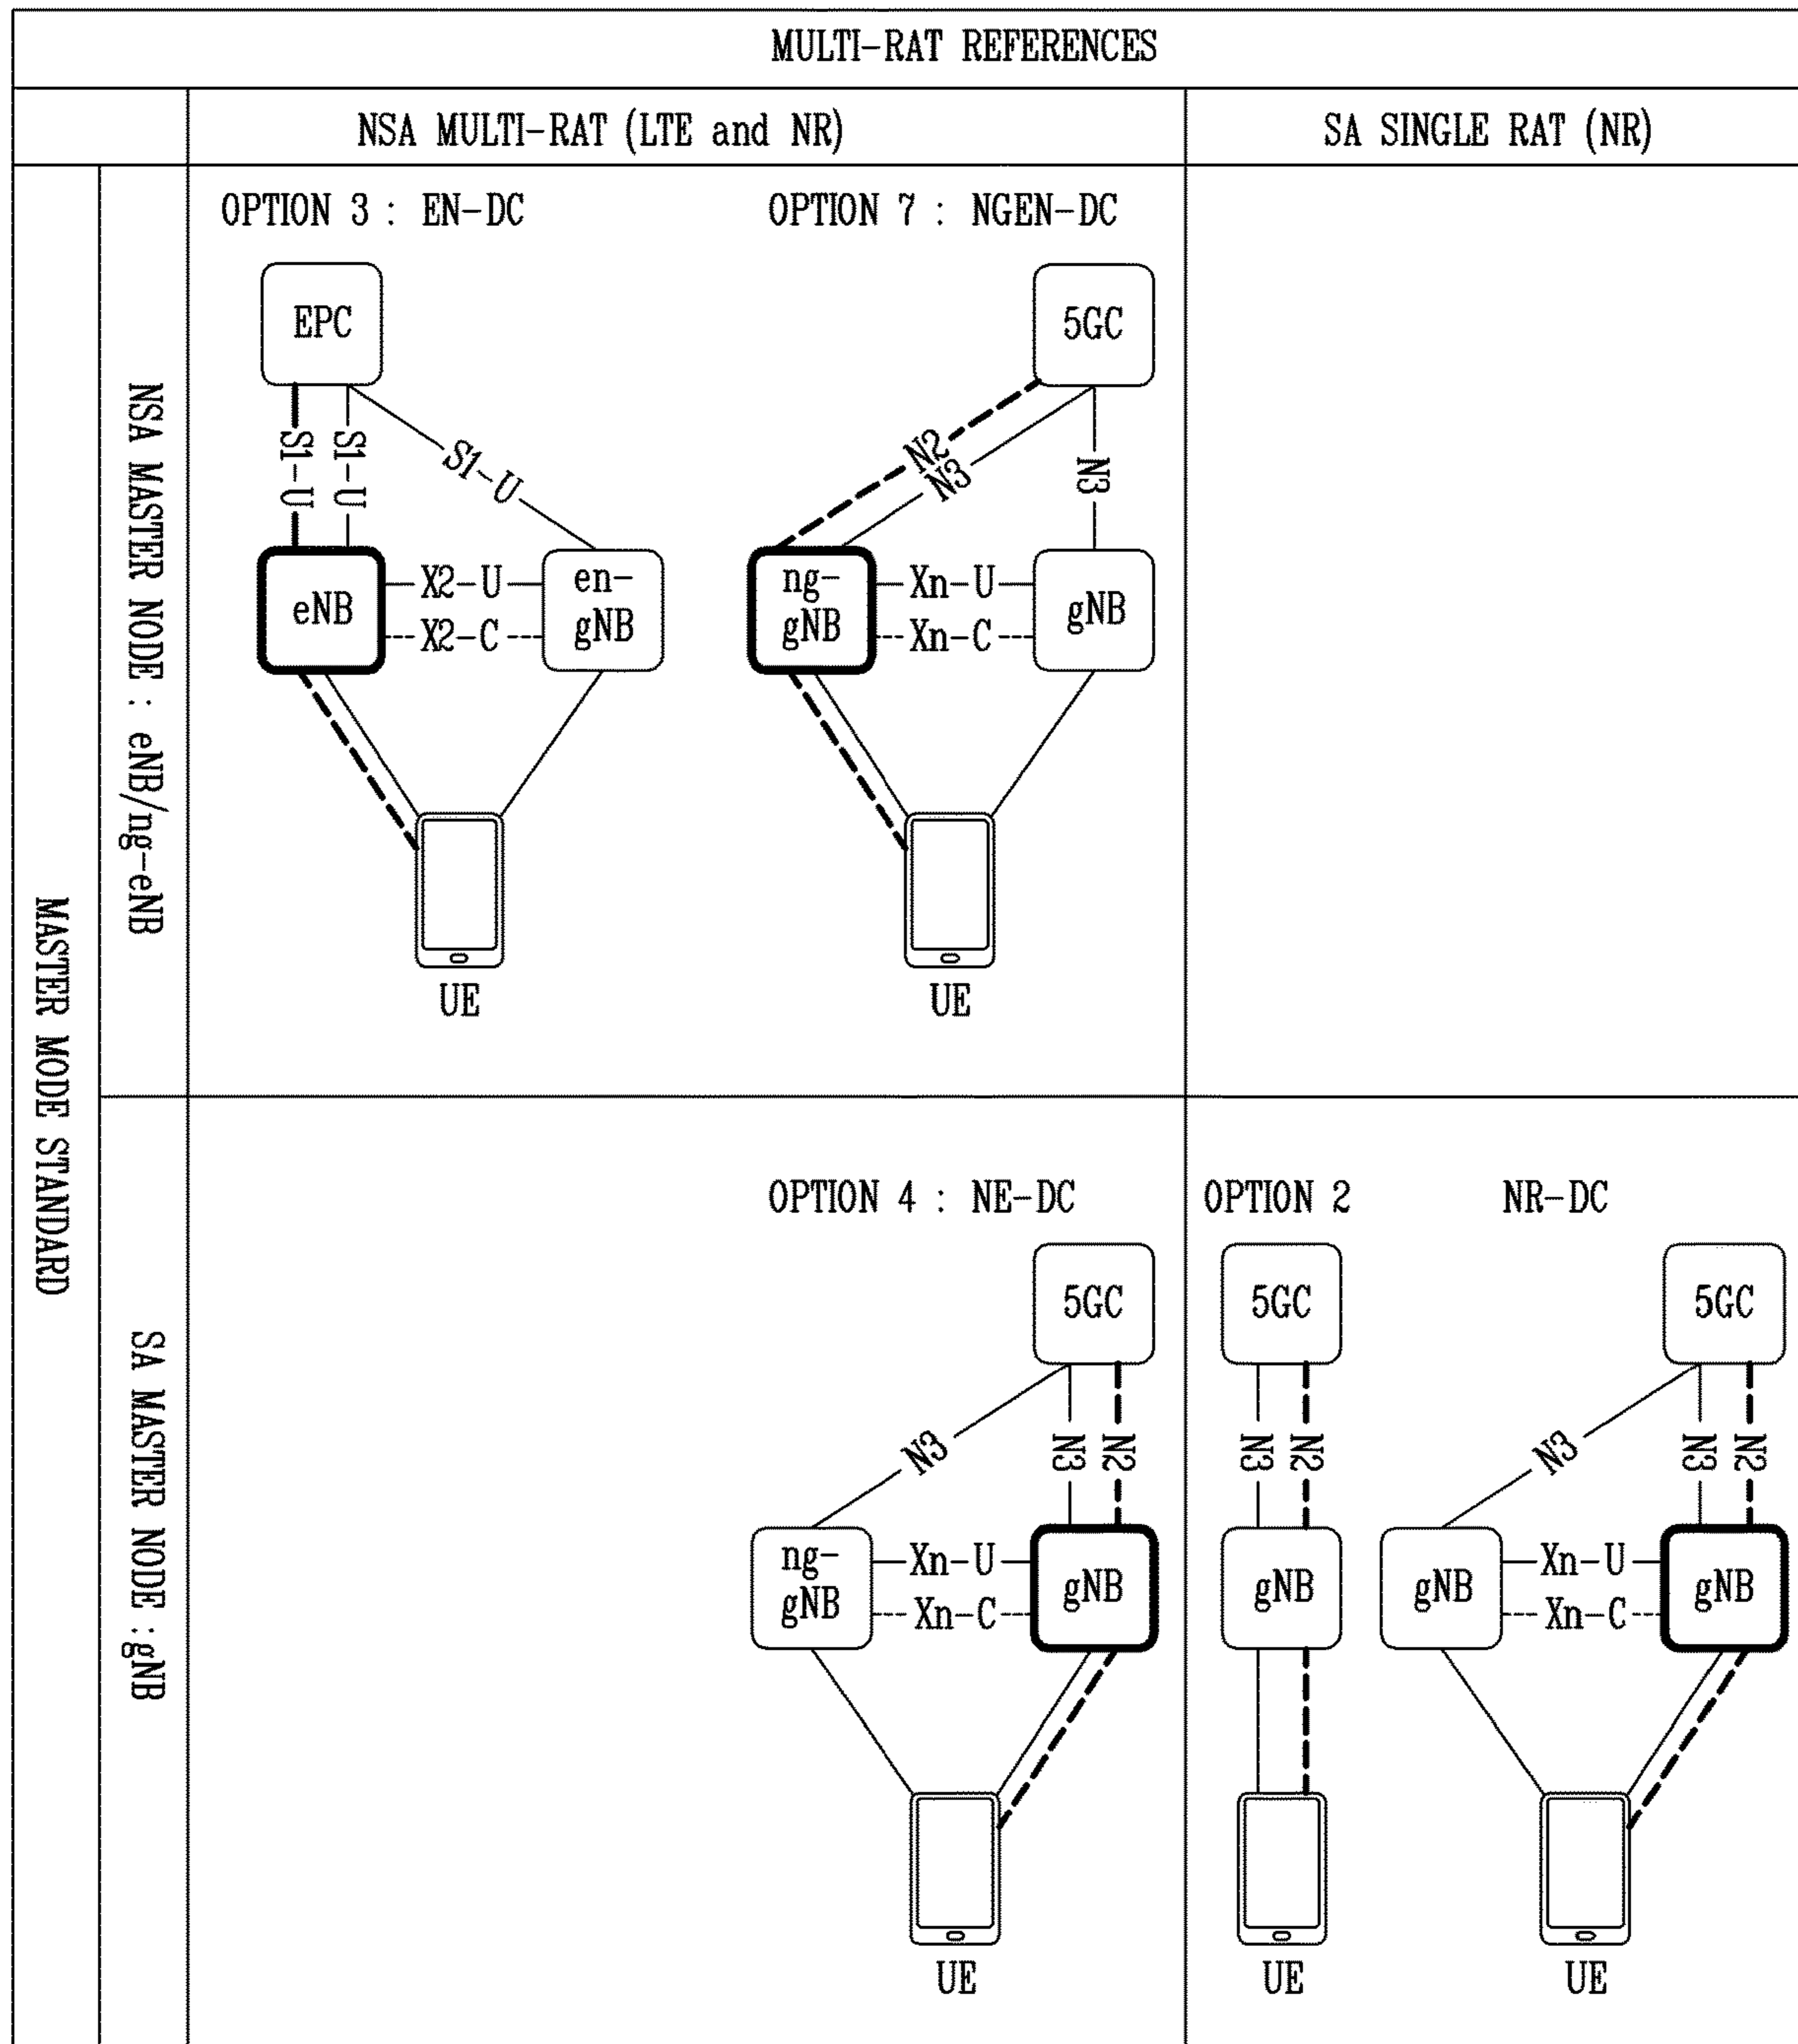 MULTI-RAT REFERENCES
NSA MULTI-RAT (LTE and NR)
SA SINGLE RAT (NR)
MASTER MODE STANDARD
NSA MASTER NODE : eNB/ng-eNB
OPTION 3 : EN-DC
EPC
S1-U
S1-U
S1-U
eNB
X2-U
X2-C
en-
gNB
UE
OPTION 7 : NGEN-DC
5GC
N2
N3
N3
ng-
gNB
Xn-U
Xn-C
gNB
UE
SA MASTER NODE :gNB
OPTION 4 : NE-DC
5GC
N3
N3
N2
ng-
gNB
Xn-U
Xn-C
gNB
UE
OPTION 2
5GC
N3
N2
gNB
UE
NR-DC
5GC
N3
N3
N2
gNB
Xn-U
Xn-C
gNB
UE